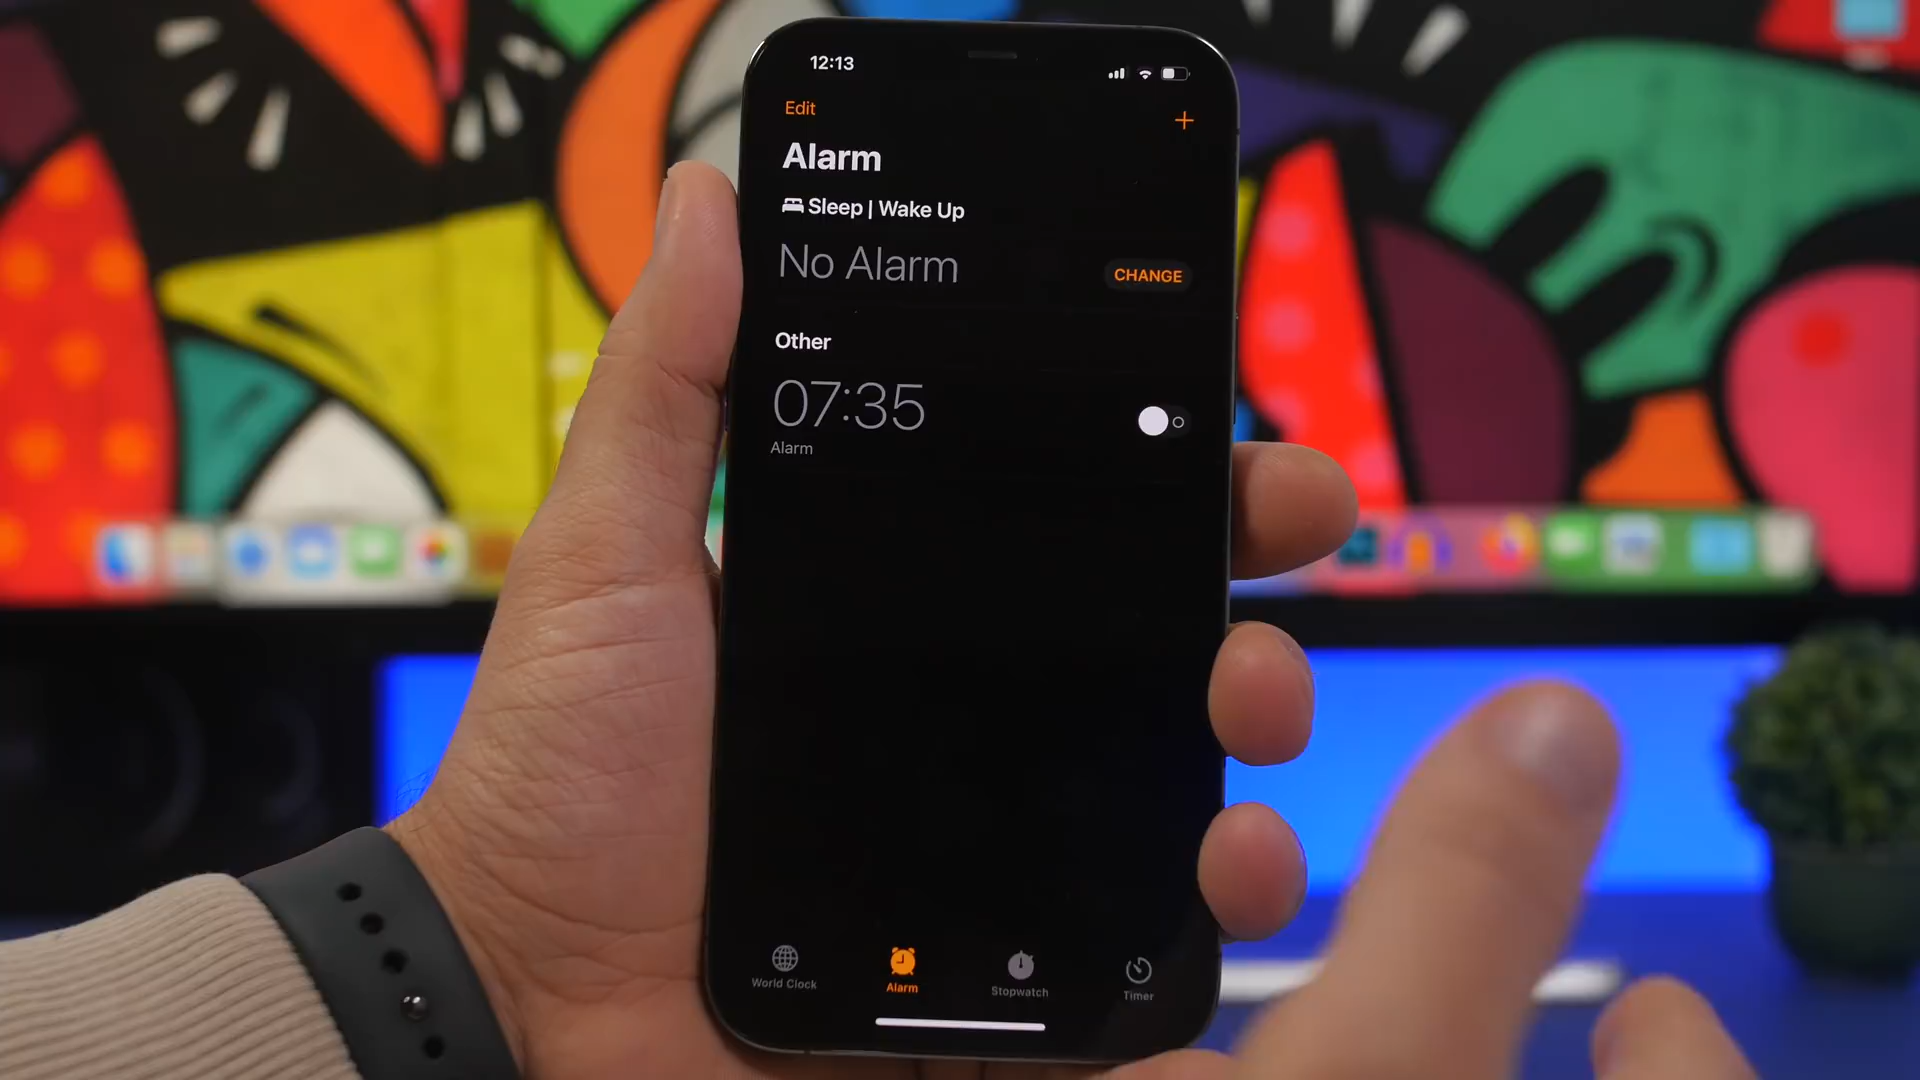 12:13
Edit
+
Alarm
Sleep | Wake Up
No Alarm
CHANGE
Other
07:35
Alarm
World Clock
Alarm
Stopwatch
Timer